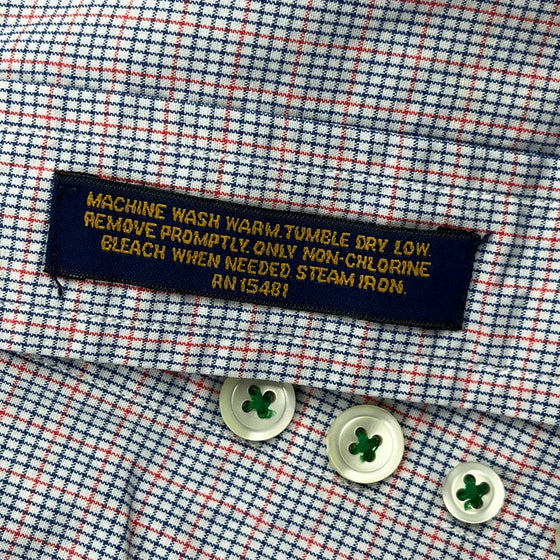 MACHINE WASH WARM.TUMBLE DRY LOW.
REMOVE PROMPTLY.ONLY NON-CHLORINE
BLEACH WHEN NEEDED STEAM IRON.
RN 15481